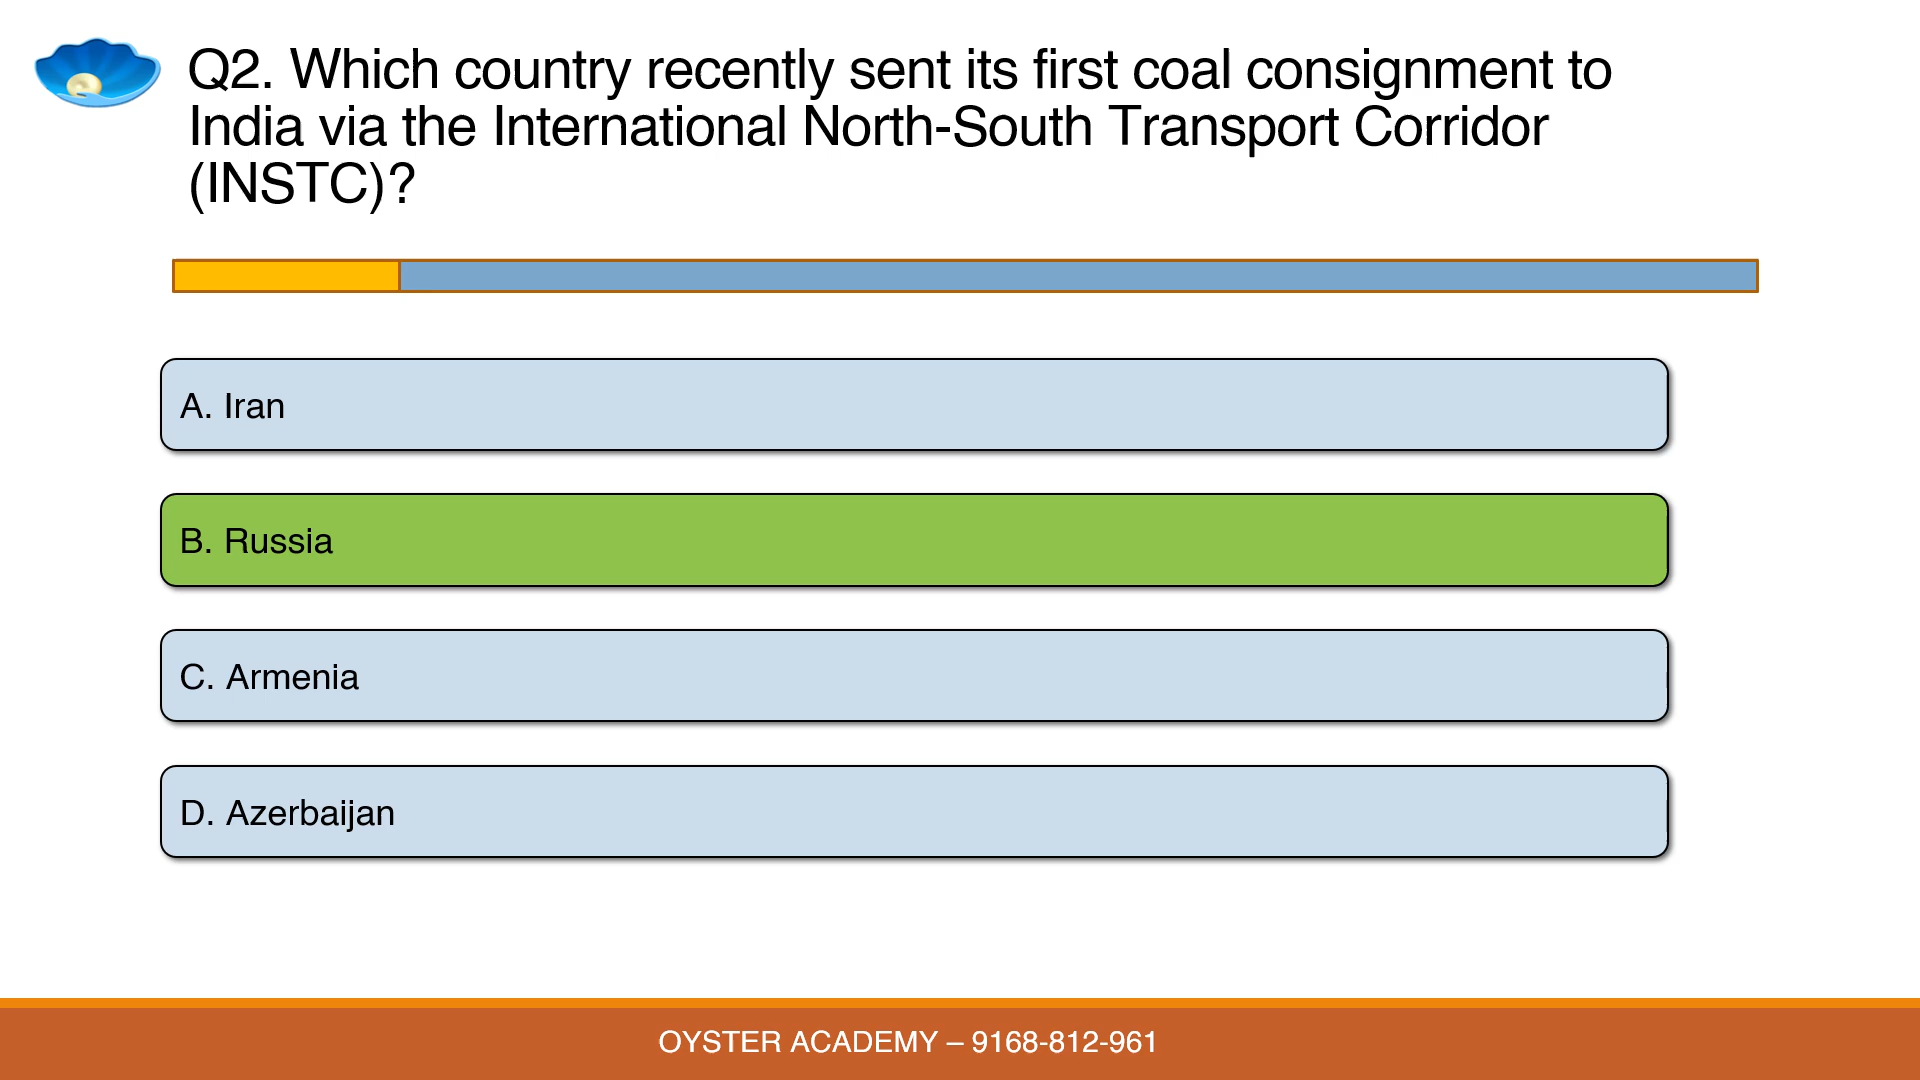 Q2. Which country recently sent its first coal consignment to
India via the International North-South Transport Corridor
(INSTC)?
A. Iran
B. Russia
C. Armenia
D. Azerbaijan
OYSTER ACADEMY – 9168-812-961